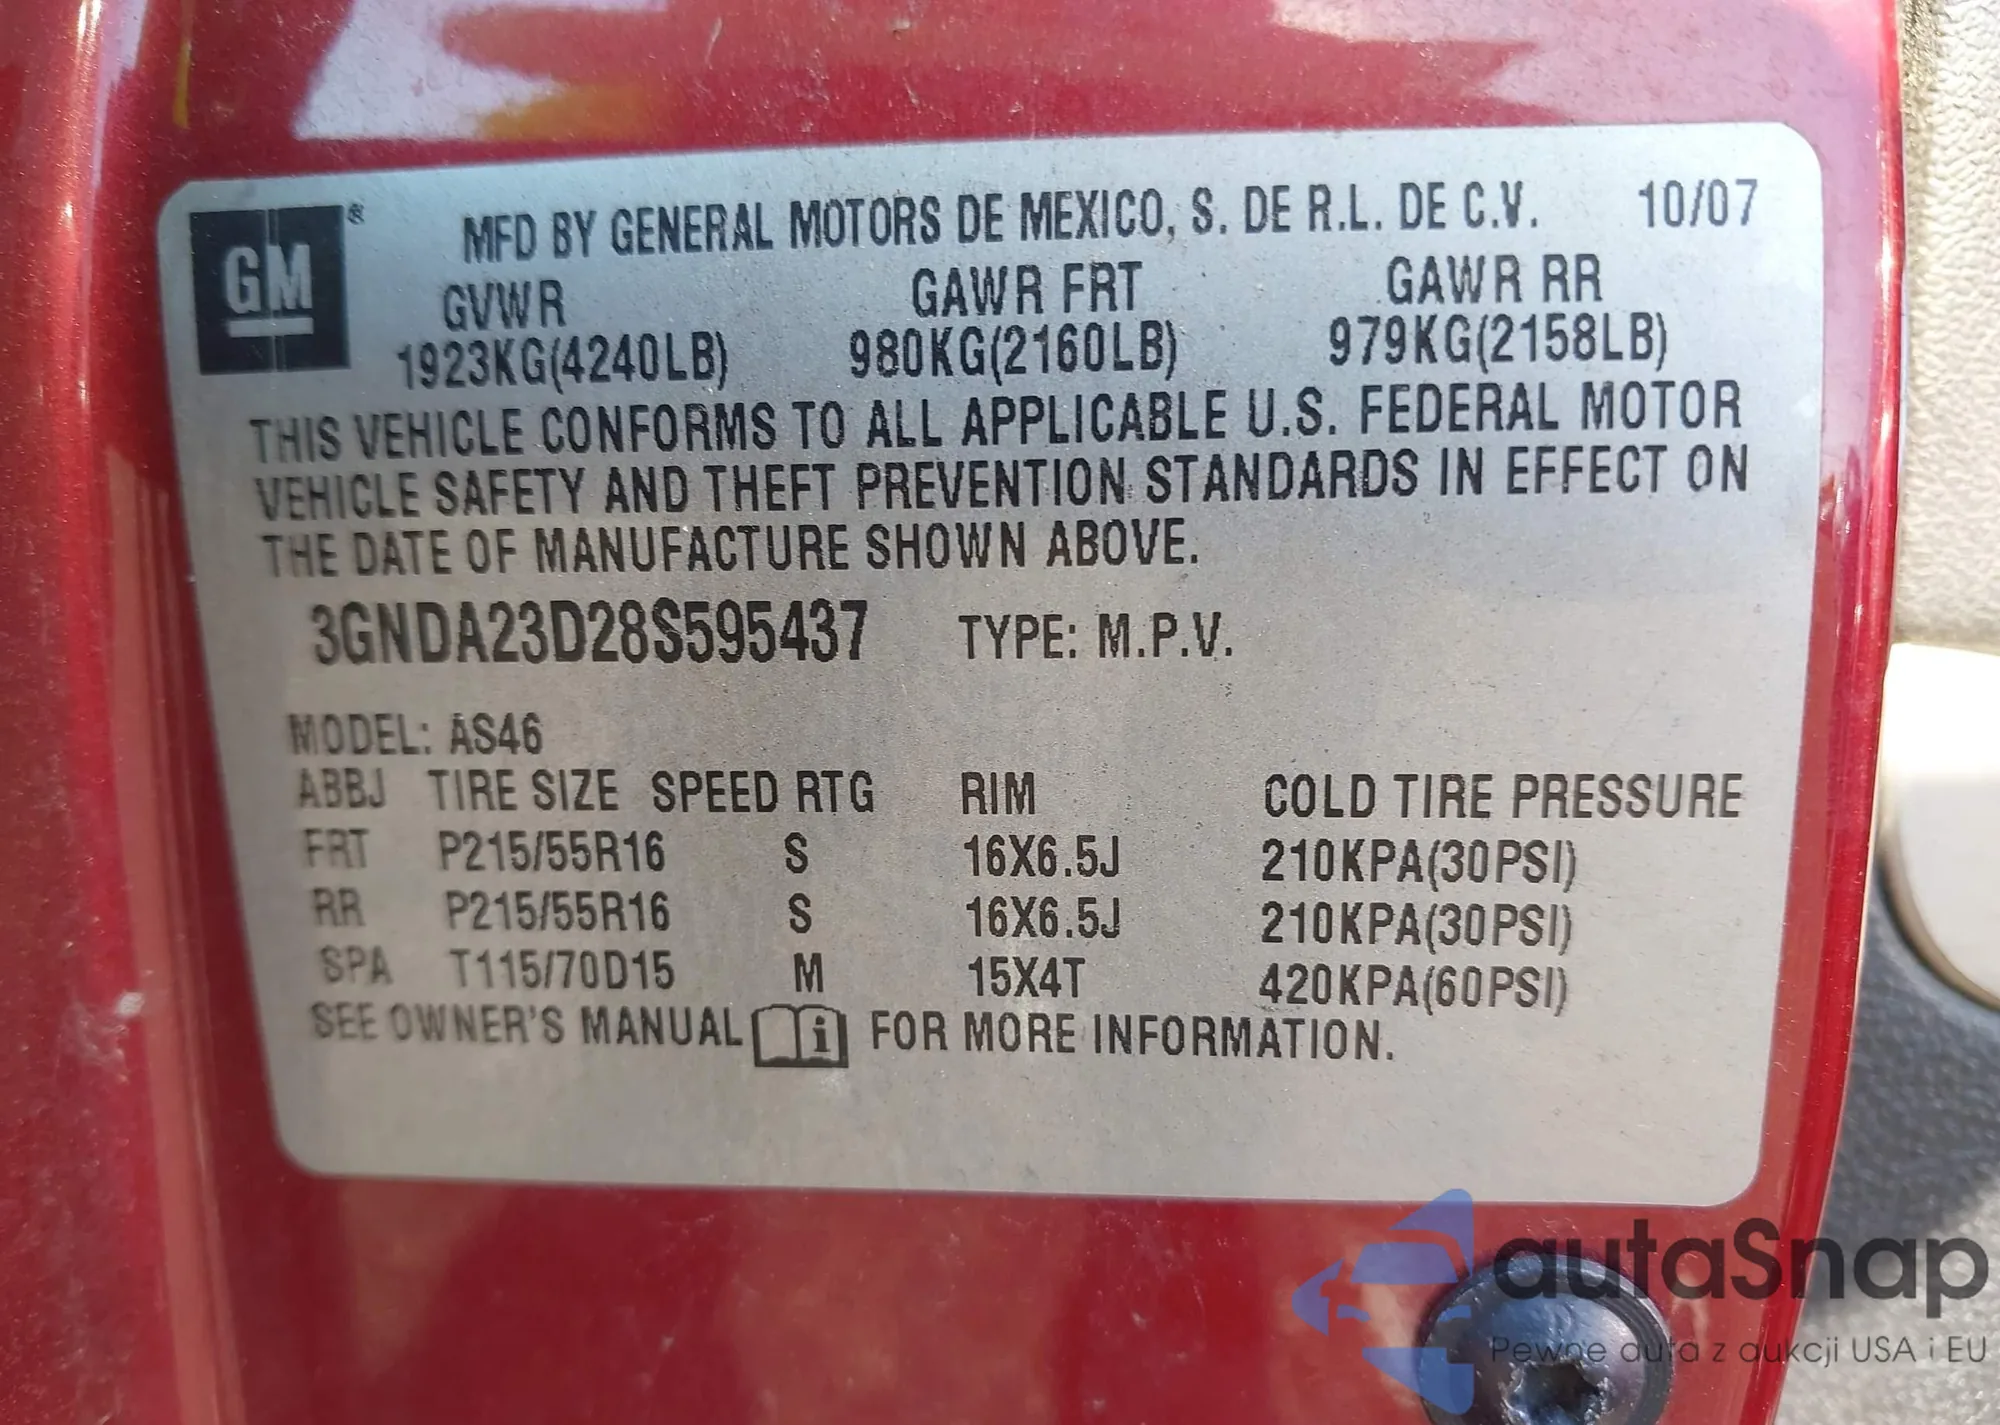 GM®
MFD BY GENERAL MOTORS DE MEXICO, S. DE R.L. DE C.V. 10/07
GVWR GAWR FRT GAWR RR
1923KG(4240LB) 980KG(2160LB) 979KG(2158LB)
THIS VEHICLE CONFORMS TO ALL APPLICABLE U.S. FEDERAL MOTOR
VEHICLE SAFETY AND THEFT PREVENTION STANDARDS IN EFFECT ON
THE DATE OF MANUFACTURE SHOWN ABOVE.
3GNDA23D28S595437 TYPE: M.P.V.
MODEL: AS46
ABBJ TIRE SIZE SPEED RTG RIM COLD TIRE PRESSURE
FRT P215/55R16 S 16X6.5J 210KPA(30PSI)
RR P215/55R16 S 16X6.5J 210KPA(30PSI)
SPA T115/70D15 M 15X4T 420KPA(60PSI)
SEE OWNER'S MANUAL i FOR MORE INFORMATION.
autaSnap
Pewne auta z aukcji USA i EU